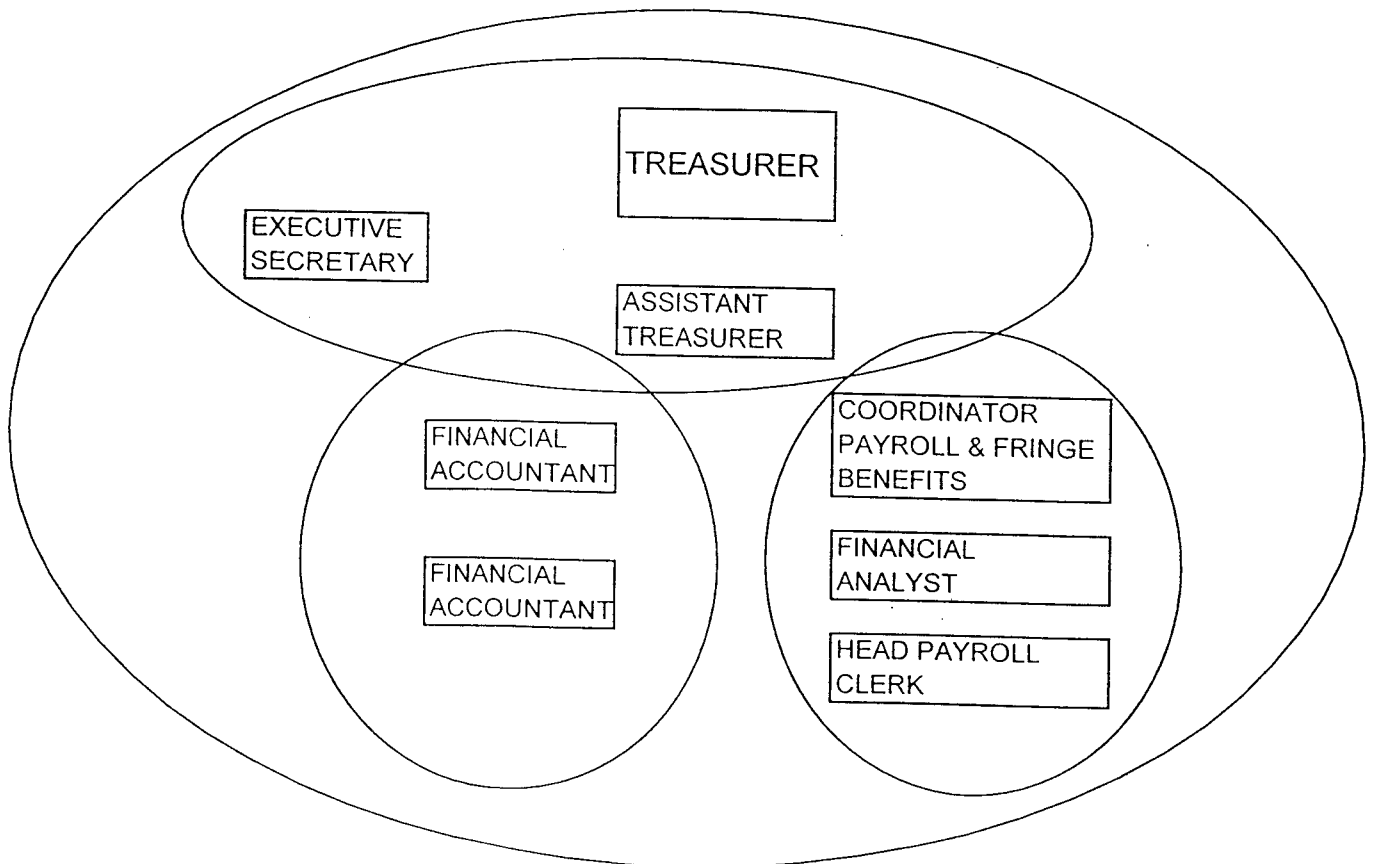 TREASURER
EXECUTIVE
SECRETARY
ASSISTANT
TREASURER
FINANCIAL
ACCOUNTANT
FINANCIAL
ACCOUNTANT
COORDINATOR
PAYROLL & FRINGE
BENEFITS
FINANCIAL
ANALYST
HEAD PAYROLL
CLERK